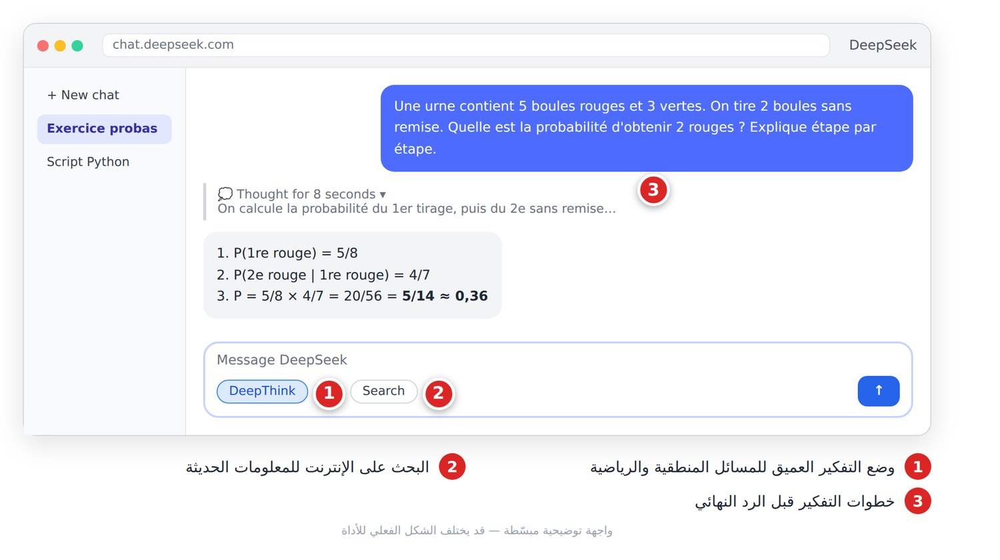 chat.deepseek.com
DeepSeek
+ New chat
Exercice probas
Script Python
Une urne contient 5 boules rouges et 3 vertes. On tire 2 boules sans
remise. Quelle est la probabilité d'obtenir 2 rouges ? Explique étape par
étape.
3
💭 Thought for 8 seconds ▾
On calcule la probabilité du 1er tirage, puis du 2e sans remise…
1. P(1re rouge) = 5/8
2. P(2e rouge | 1re rouge) = 4/7
3. P = 5/8 × 4/7 = 20/56 = 5/14 ≈ 0,36
Message DeepSeek
DeepThink 1 Search 2 ↑
1 وضع التفكير العميق للمسائل المنطقية والرياضية
2 البحث على الإنترنت للمعلومات الحديثة
3 خطوات التفكير قبل الرد النهائي
واجهة توضيحية مبسّطة — قد يختلف الشكل الفعلي للأداة